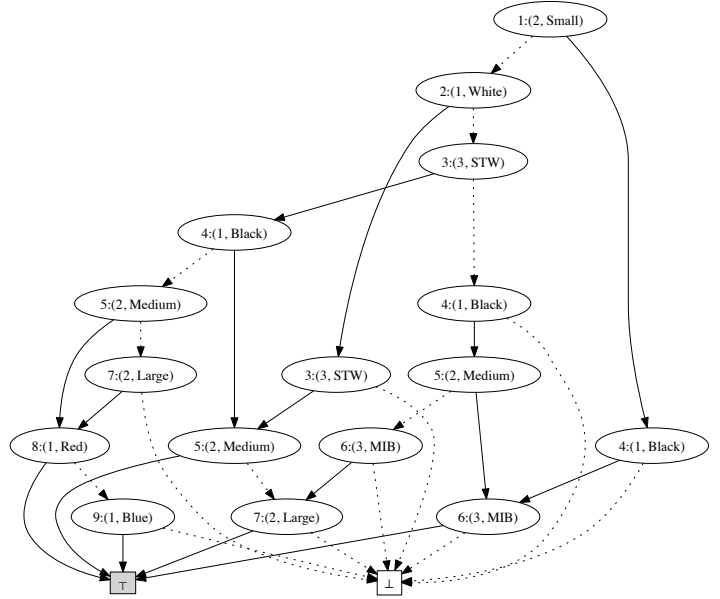 1:(2, Small)
2:(1, White)
3:(3, STW)
4:(1, Black)
5:(2, Medium)
4:(1, Black)
7:(2, Large)
3:(3, STW)
5:(2, Medium)
8:(1, Red)
5:(2, Medium)
6:(3, MIB)
4:(1, Black)
9:(1, Blue)
7:(2, Large)
6:(3, MIB)
⊤
⊥